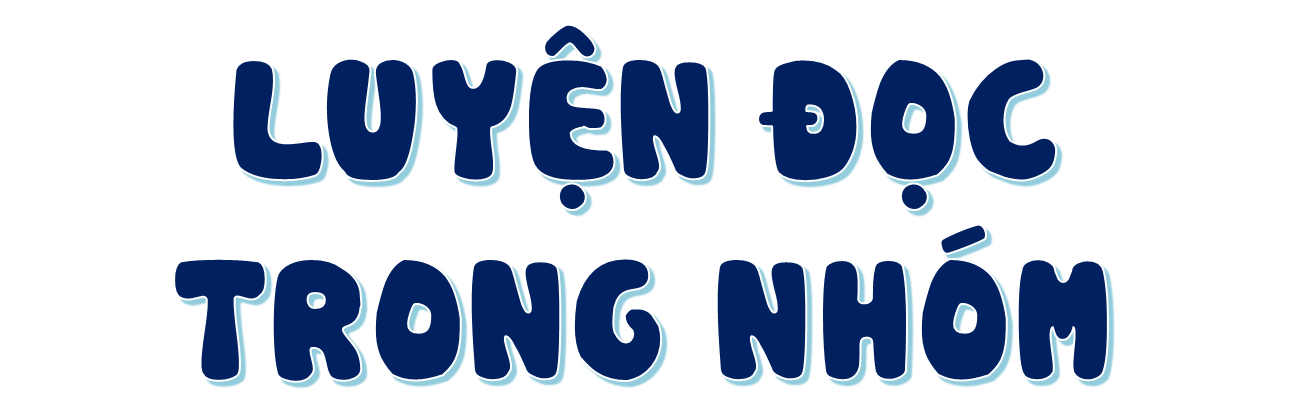 LUYỆN ĐỌC
TRONG NHÓM